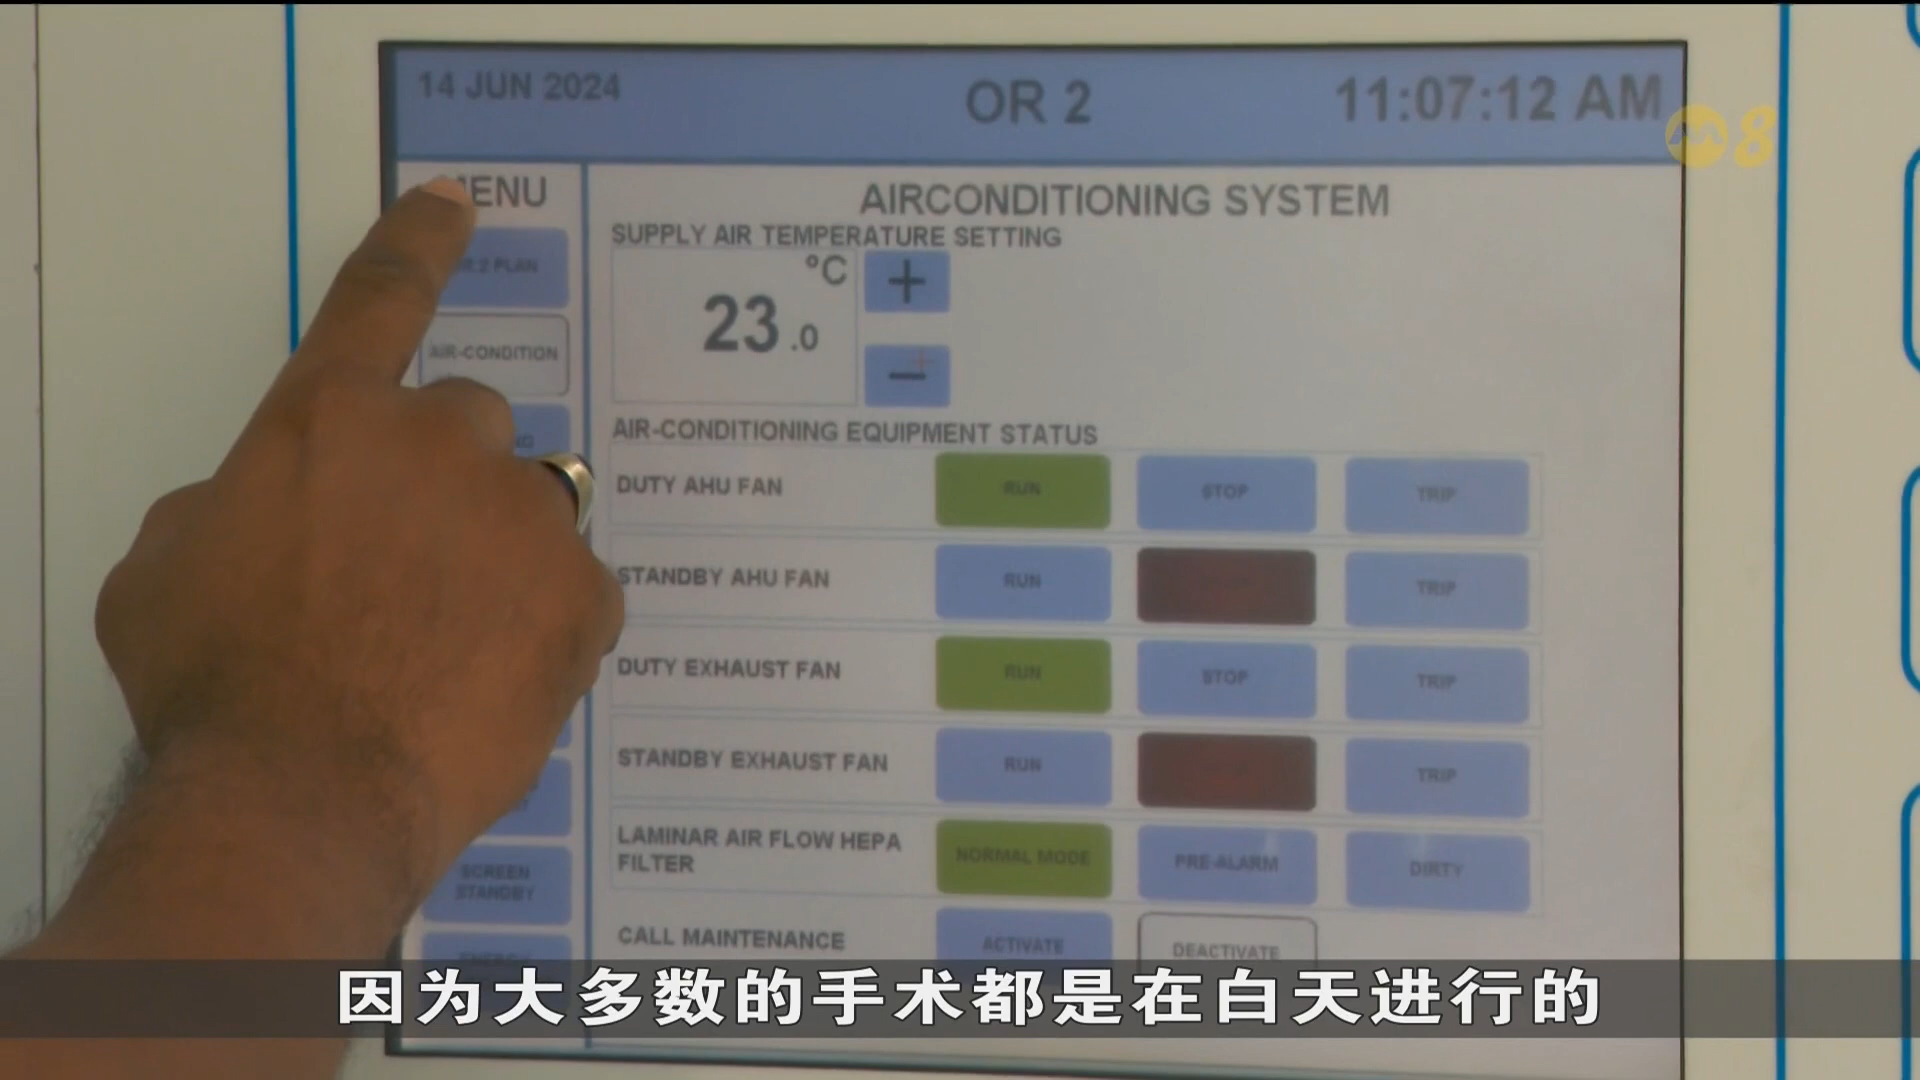 14 JUN 2024
OR 2
11:07:12 AM
8
MENU
AIRCONDITIONING SYSTEM
SUPPLY AIR TEMPERATURE SETTING
°C
23.0
+
−
PLAN
AIR-CONDITION
AIR-CONDITIONING EQUIPMENT STATUS
DUTY AHU FAN
RUN
STOP
TRIP
STANDBY AHU FAN
RUN
TRIP
DUTY EXHAUST FAN
RUN
STOP
TRIP
STANDBY EXHAUST FAN
RUN
TRIP
LAMINAR AIR FLOW HEPA
FILTER
NORMAL MODE
PRE-ALARM
DIRTY
SCREEN
STANDBY
CALL MAINTENANCE
ACTIVATE
DEACTIVATE
因为大多数的手术都是在白天进行的